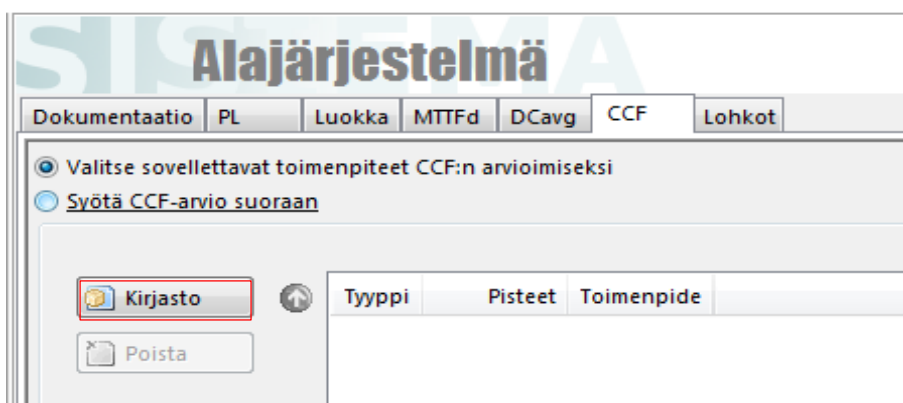 SISTEMA
Alajärjestelmä
Dokumentaatio PL Luokka MTTFd DCavg CCF Lohkot
Valitse sovellettavat toimenpiteet CCF:n arvioimiseksi
Syötä CCF-arvio suoraan
Kirjasto Tyyppi Pisteet Toimenpide
Poista